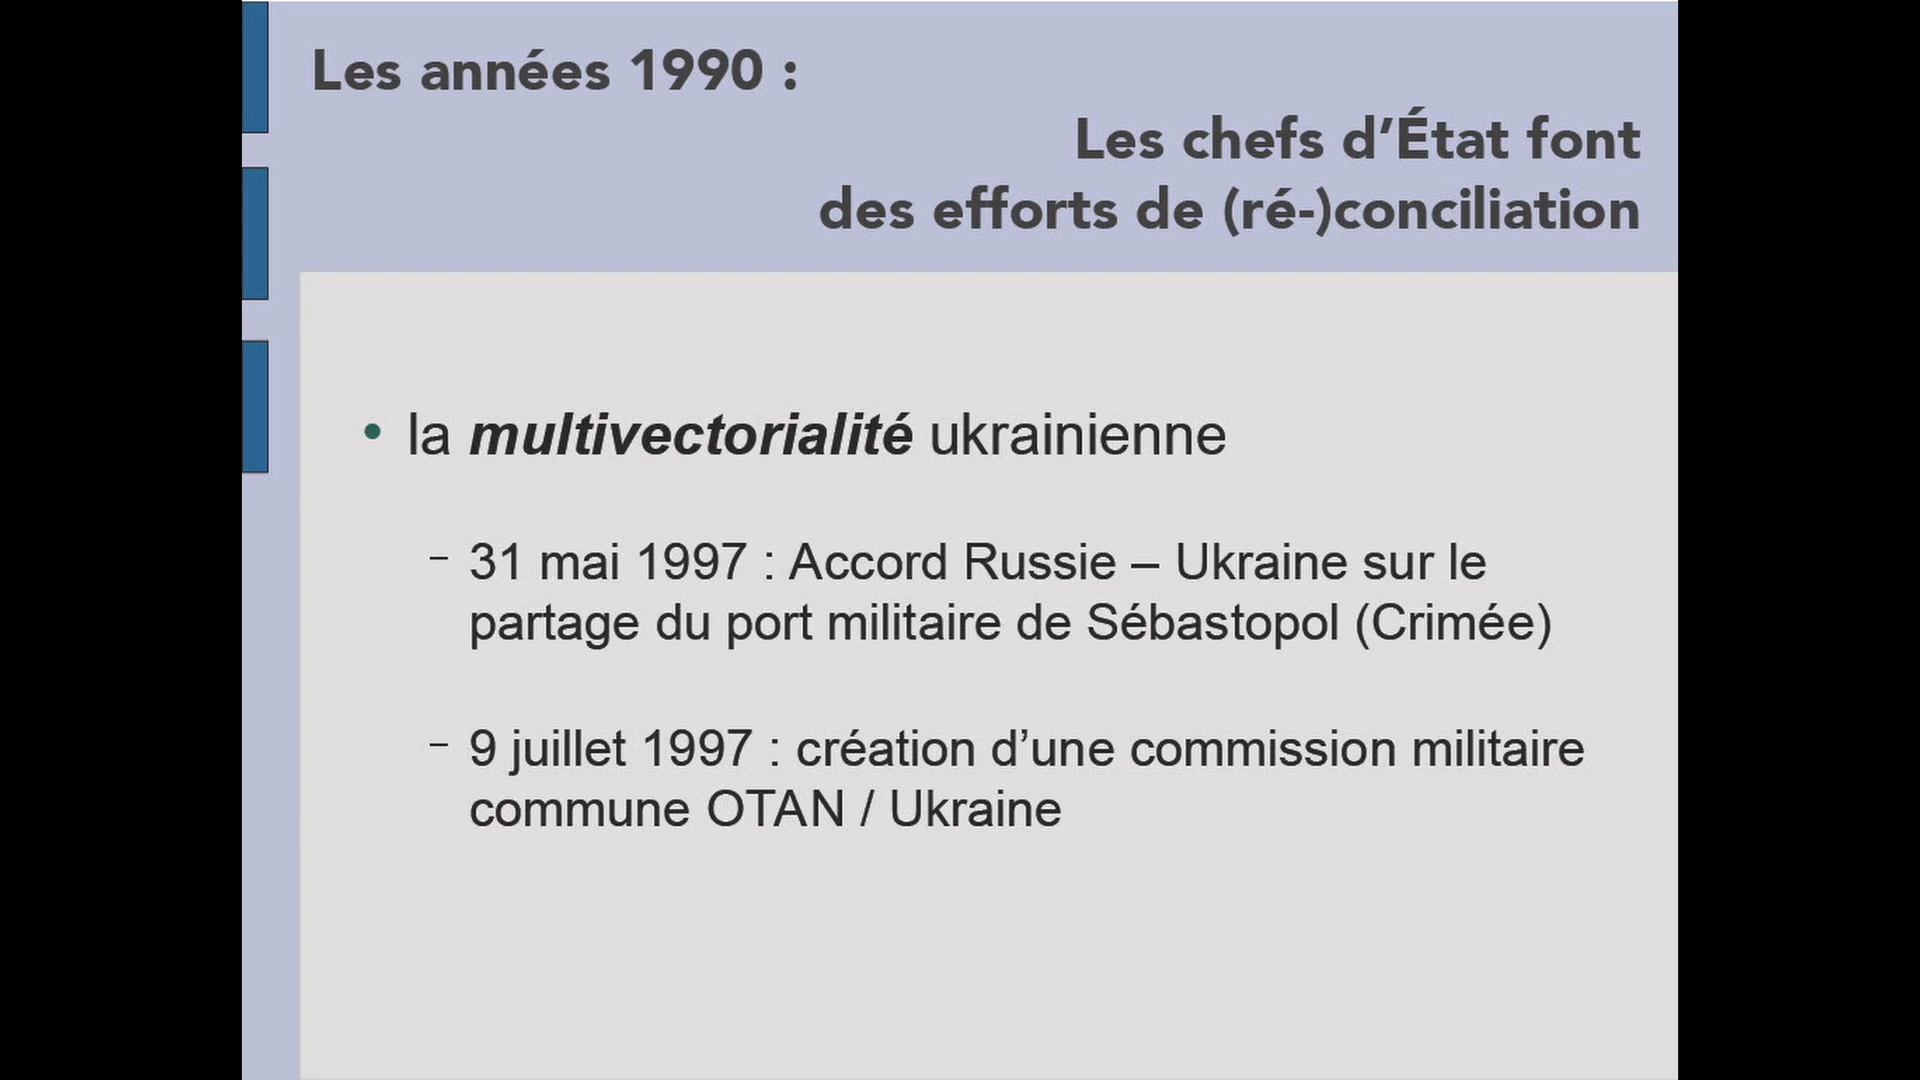 Les années 1990 :
Les chefs d’État font
des efforts de (ré-)conciliation
• la multivectorialité ukrainienne
– 31 mai 1997 : Accord Russie – Ukraine sur le
partage du port militaire de Sébastopol (Crimée)
– 9 juillet 1997 : création d’une commission militaire
commune OTAN / Ukraine